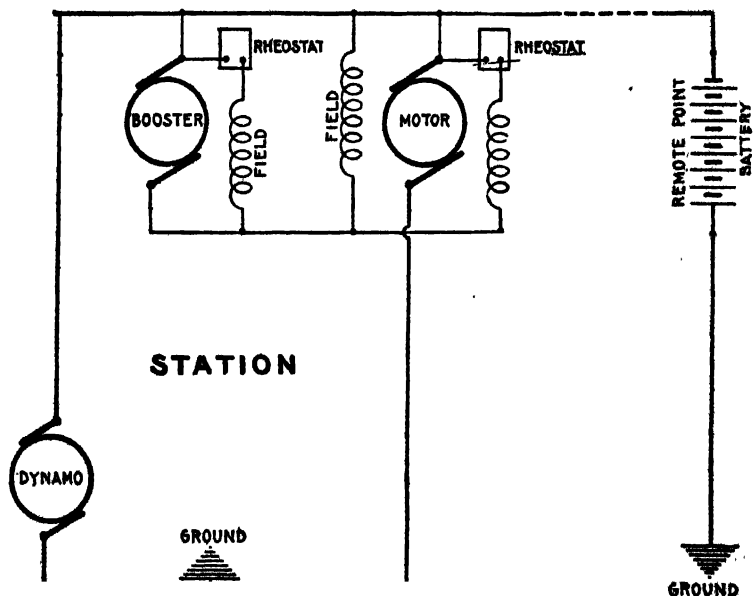 RHEOSTAT
RHEOSTAT
BOOSTER
FIELD
FIELD
MOTOR
REMOTE POINT
BATTERY
STATION
DYNAMO
GROUND
GROUND